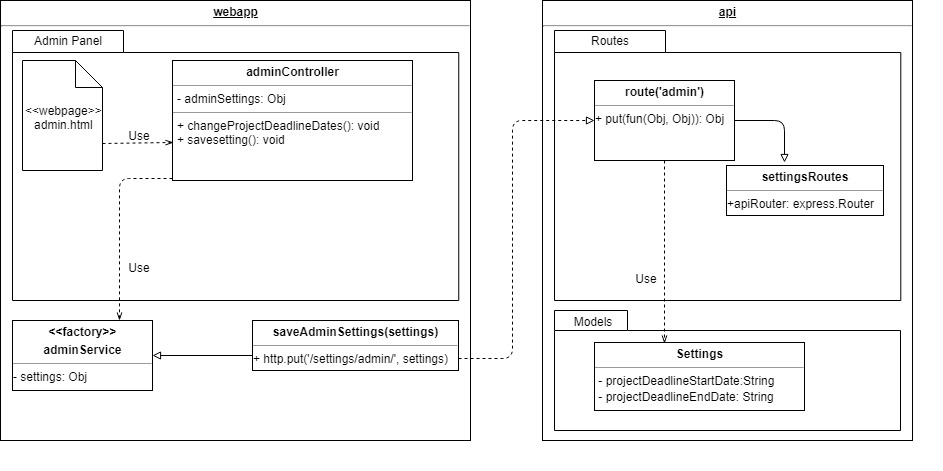 webapp
Admin Panel
<<webpage>>
admin.html
Use
adminController
- adminSettings: Obj
+ changeProjectDeadlineDates(): void
+ savesetting(): void
Use
<<factory>>
adminService
- settings: Obj
saveAdminSettings(settings)
+ http.put('/settings/admin/', settings)
api
Routes
route('admin')
+ put(fun(Obj, Obj)): Obj
settingsRoutes
+apiRouter: express.Router
Use
Models
Settings
- projectDeadlineStartDate:String
- projectDeadlineEndDate: String